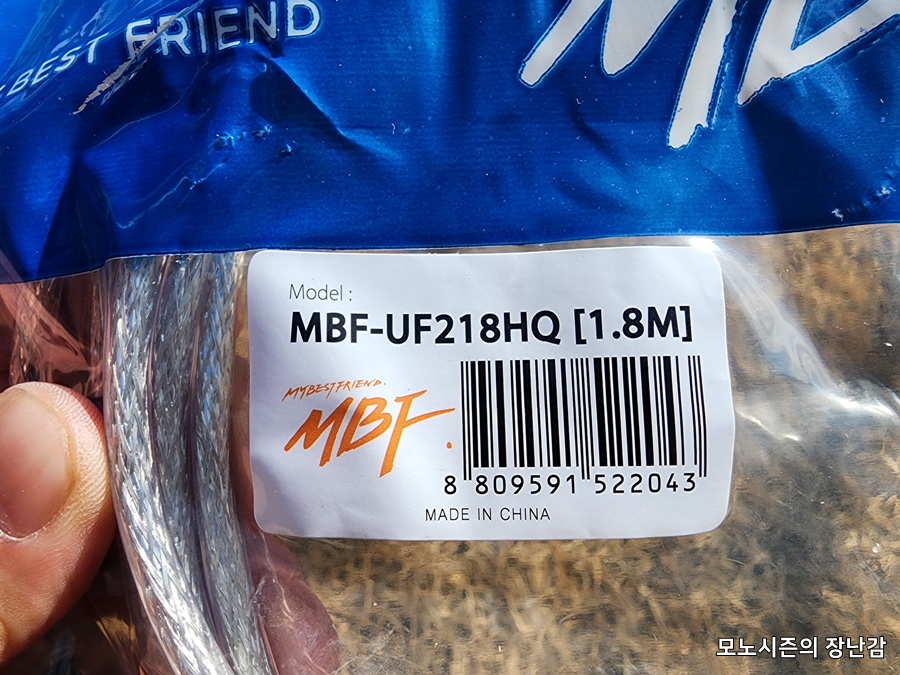 BEST FRIEND
MB
Model :
MBF-UF218HQ [1.8M]
MYBESTFRIEND.
MBF.
8 809591 522043
MADE IN CHINA
모노시즌의 장난감